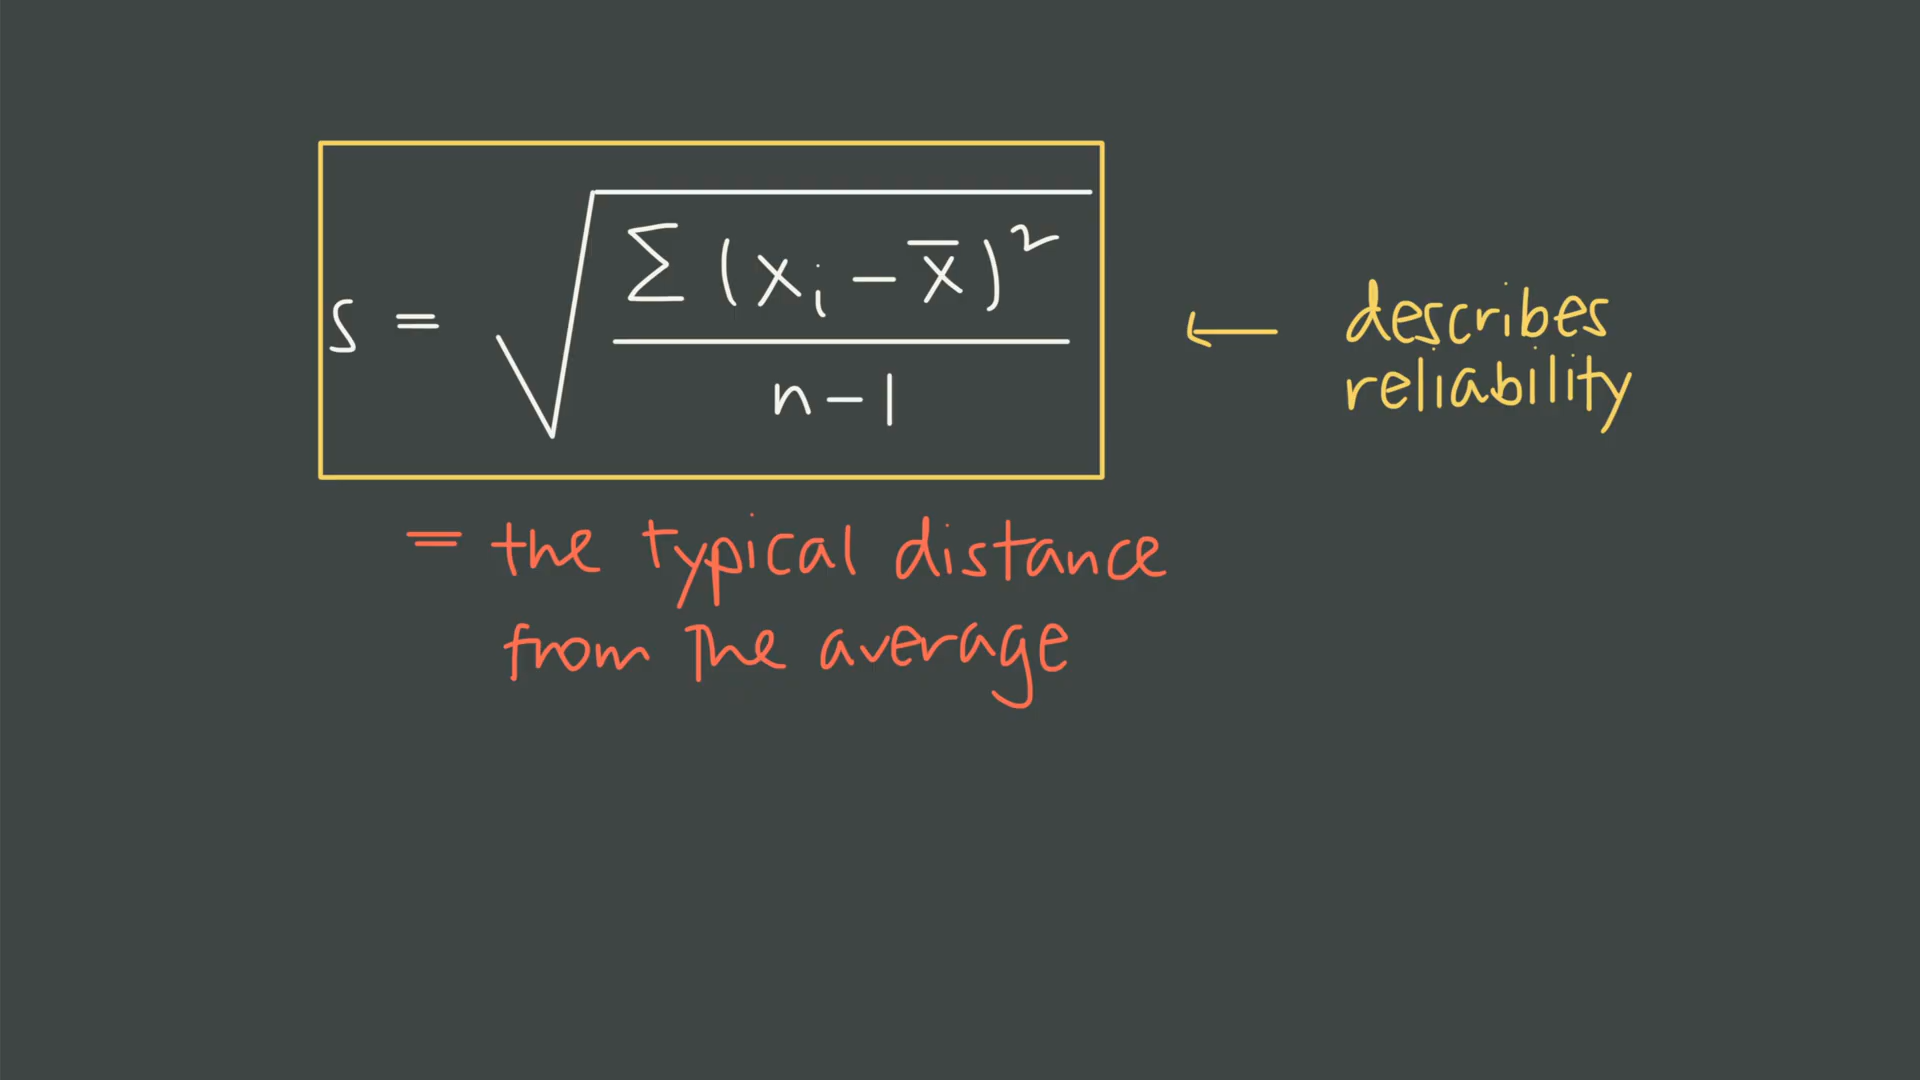 s = √(Σ(xᵢ − x̄)² / (n − 1))
← describes
reliability
= the typical distance
from the average